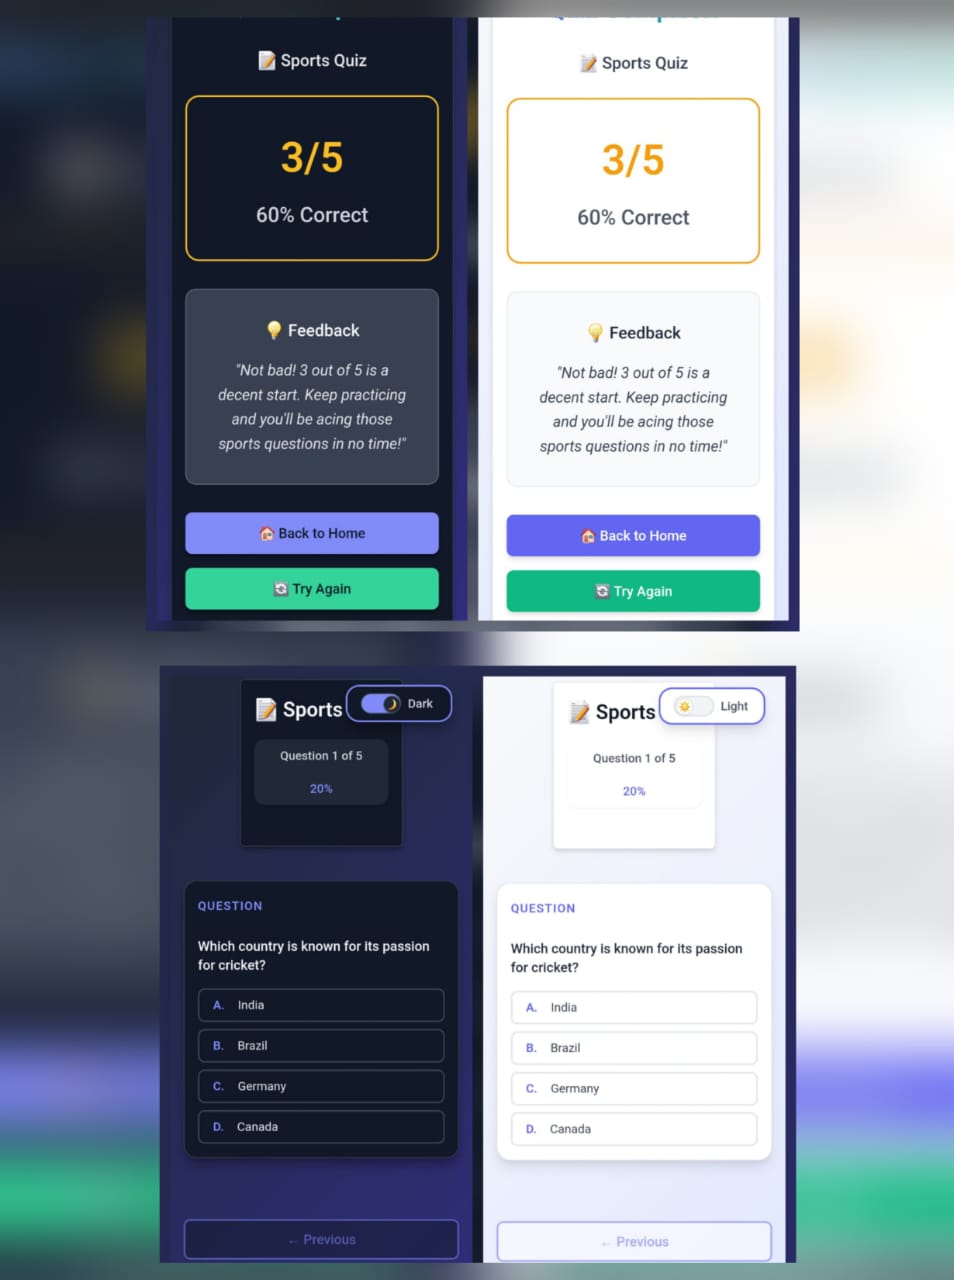 Sports Quiz
3/5
60% Correct
Feedback
"Not bad! 3 out of 5 is a
decent start. Keep practicing
and you'll be acing those
sports questions in no time!"
Back to Home
Try Again
Sports Quiz
3/5
60% Correct
Feedback
"Not bad! 3 out of 5 is a
decent start. Keep practicing
and you'll be acing those
sports questions in no time!"
Back to Home
Try Again
Sports
Dark
Question 1 of 5
20%
QUESTION
Which country is known for its passion
for cricket?
A. India
B. Brazil
C. Germany
D. Canada
← Previous
Sports
Light
Question 1 of 5
20%
QUESTION
Which country is known for its passion
for cricket?
A. India
B. Brazil
C. Germany
D. Canada
← Previous